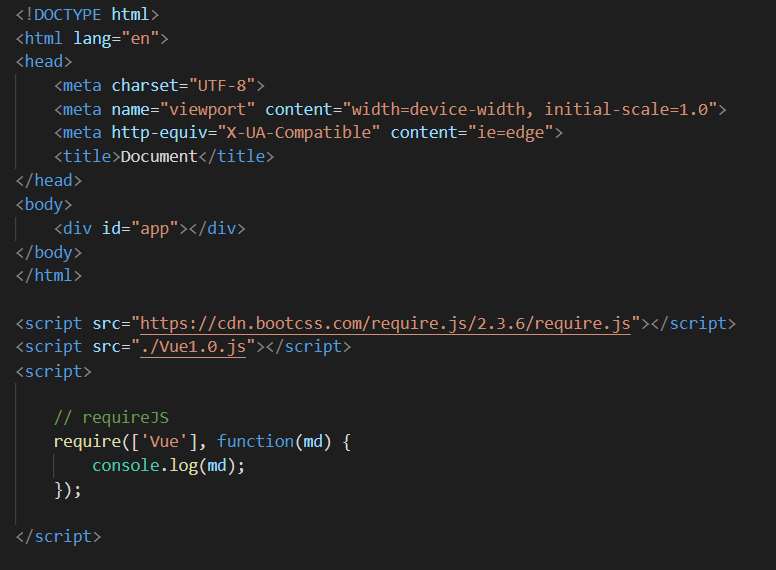 <!DOCTYPE html>
<html lang="en">
<head>
    <meta charset="UTF-8">
    <meta name="viewport" content="width=device-width, initial-scale=1.0">
    <meta http-equiv="X-UA-Compatible" content="ie=edge">
    <title>Document</title>
</head>
<body>
    <div id="app"></div>
</body>
</html>
<script src="https://cdn.bootcss.com/require.js/2.3.6/require.js"></script>
<script src="./Vue1.0.js"></script>
<script>
    // requireJS
    require(['Vue'], function(md) {
        console.log(md);
    });
</script>